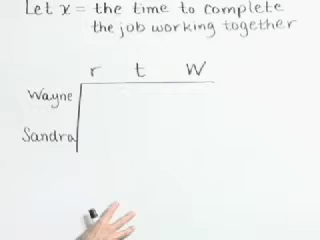 Let x = the time to complete
the job working together
r t W
Wayne
Sandra